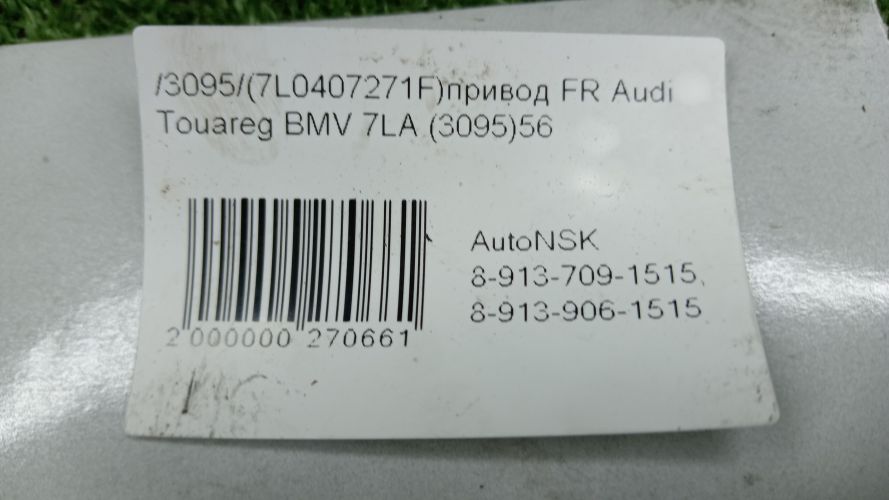 /3095/(7L0407271F)привод FR Audi
Touareg BMV 7LA (3095)56
AutoNSK
8-913-709-1515,
8-913-906-1515
2 000000 270661